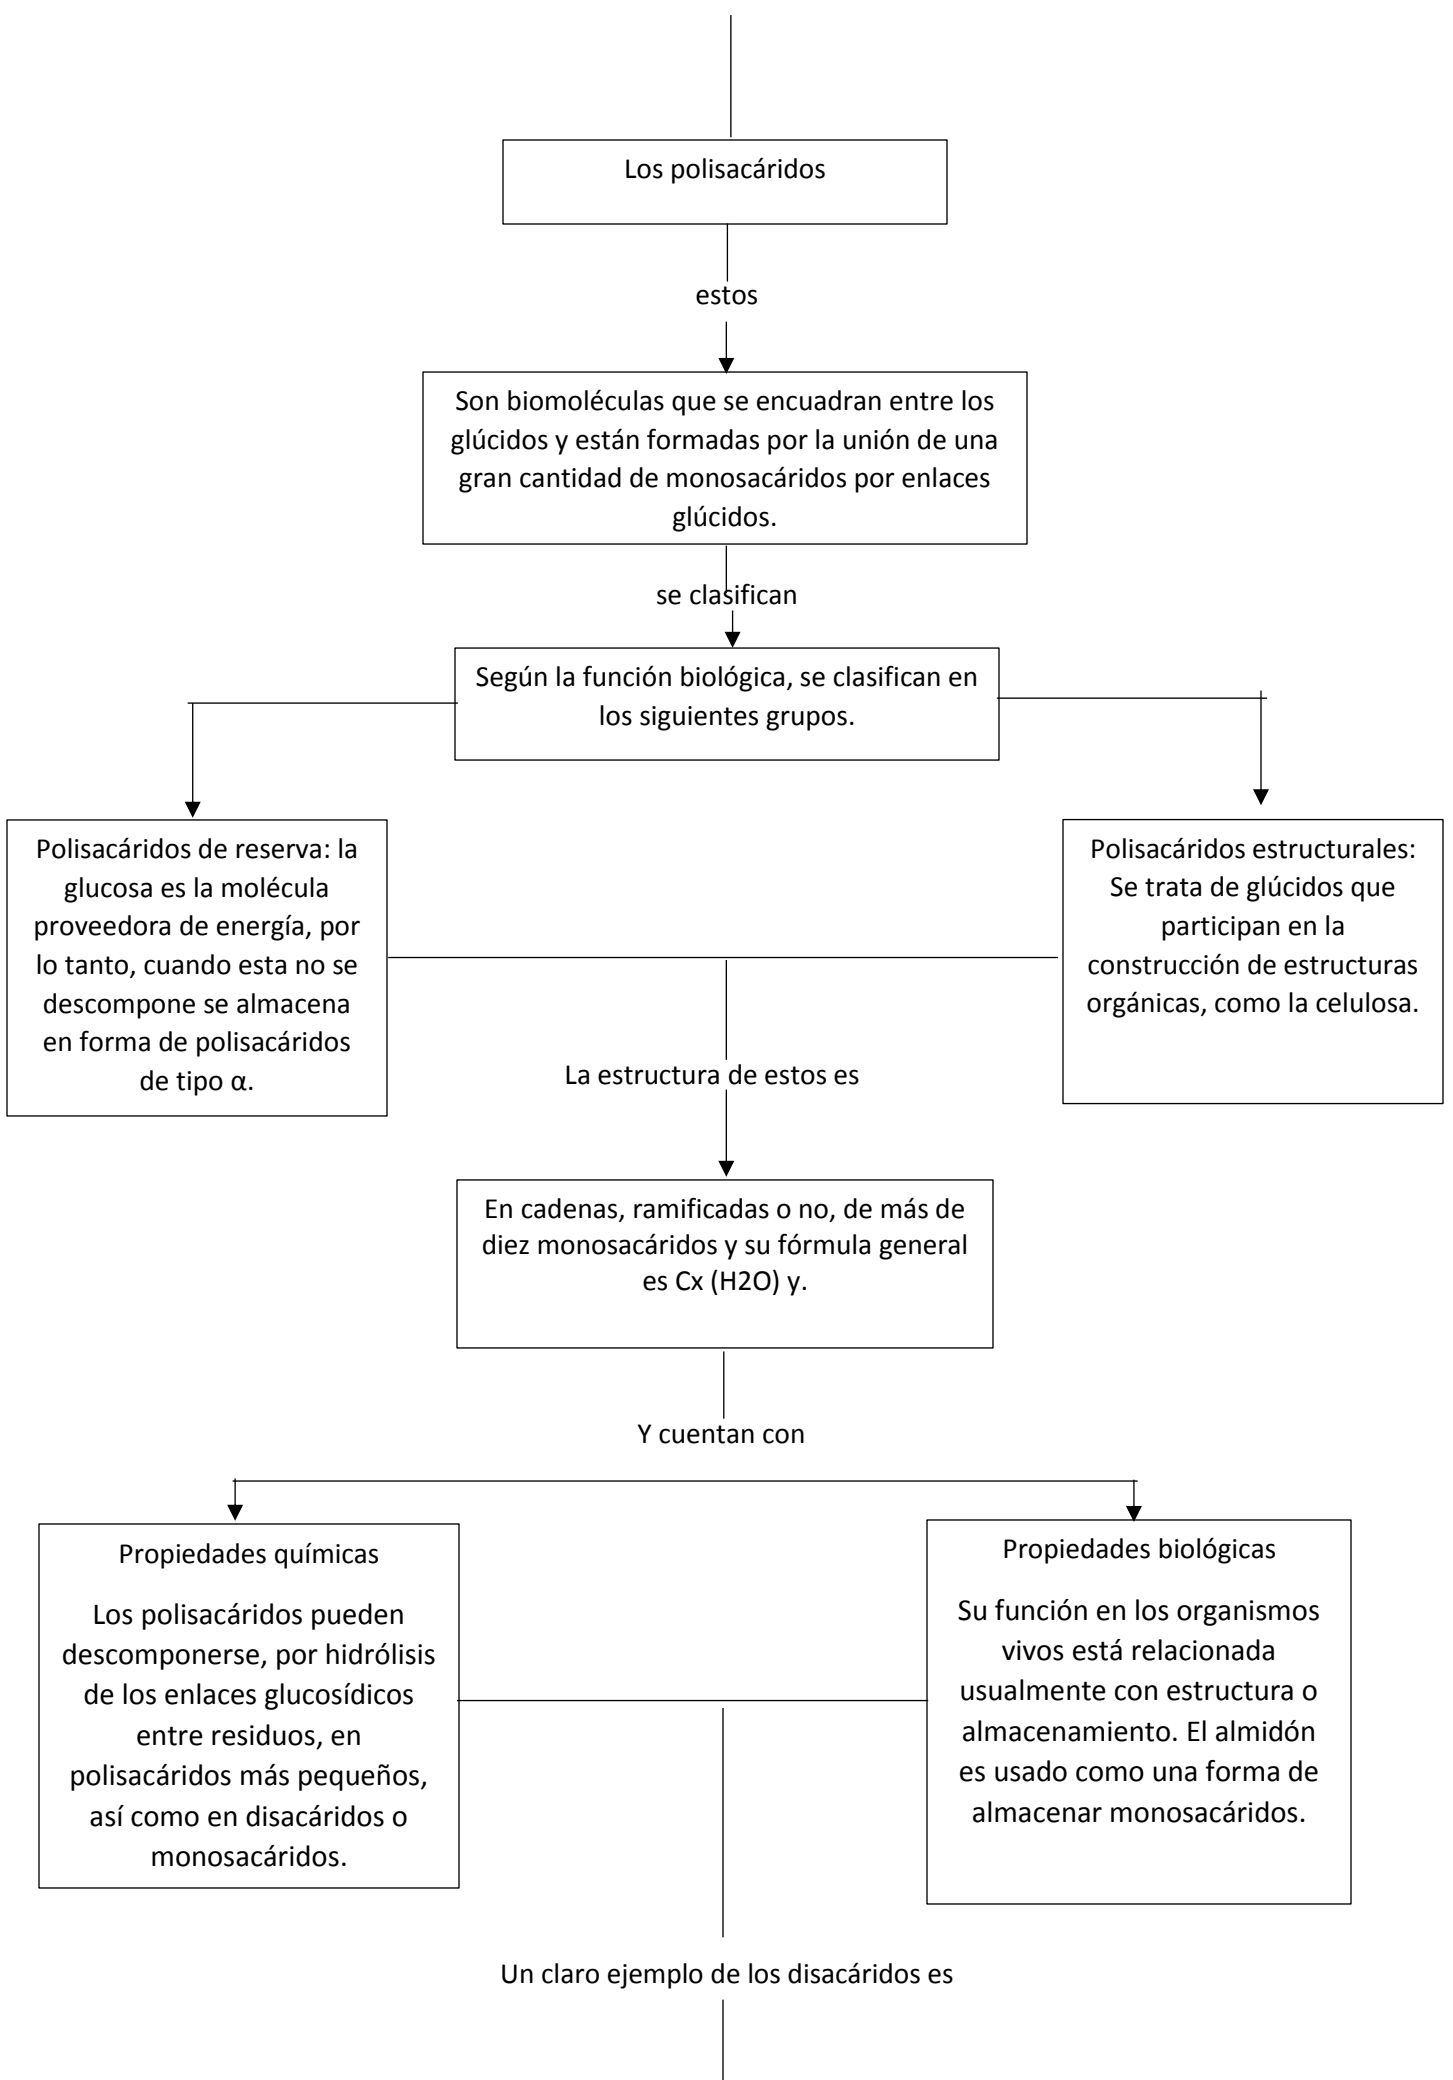 Los polisacáridos
estos
Son biomoléculas que se encuadran entre los
glúcidos y están formadas por la unión de una
gran cantidad de monosacáridos por enlaces
glúcidos.
se clasifican
Según la función biológica, se clasifican en
los siguientes grupos.
Polisacáridos de reserva: la
glucosa es la molécula
proveedora de energía, por
lo tanto, cuando esta no se
descompone se almacena
en forma de polisacáridos
de tipo α.
Polisacáridos estructurales:
Se trata de glúcidos que
participan en la
construcción de estructuras
orgánicas, como la celulosa.
La estructura de estos es
En cadenas, ramificadas o no, de más de
diez monosacáridos y su fórmula general
es Cx (H2O) y.
Y cuentan con
Propiedades químicas
Los polisacáridos pueden
descomponerse, por hidrólisis
de los enlaces glucosídicos
entre residuos, en
polisacáridos más pequeños,
así como en disacáridos o
monosacáridos.
Propiedades biológicas
Su función en los organismos
vivos está relacionada
usualmente con estructura o
almacenamiento. El almidón
es usado como una forma de
almacenar monosacáridos.
Un claro ejemplo de los disacáridos es